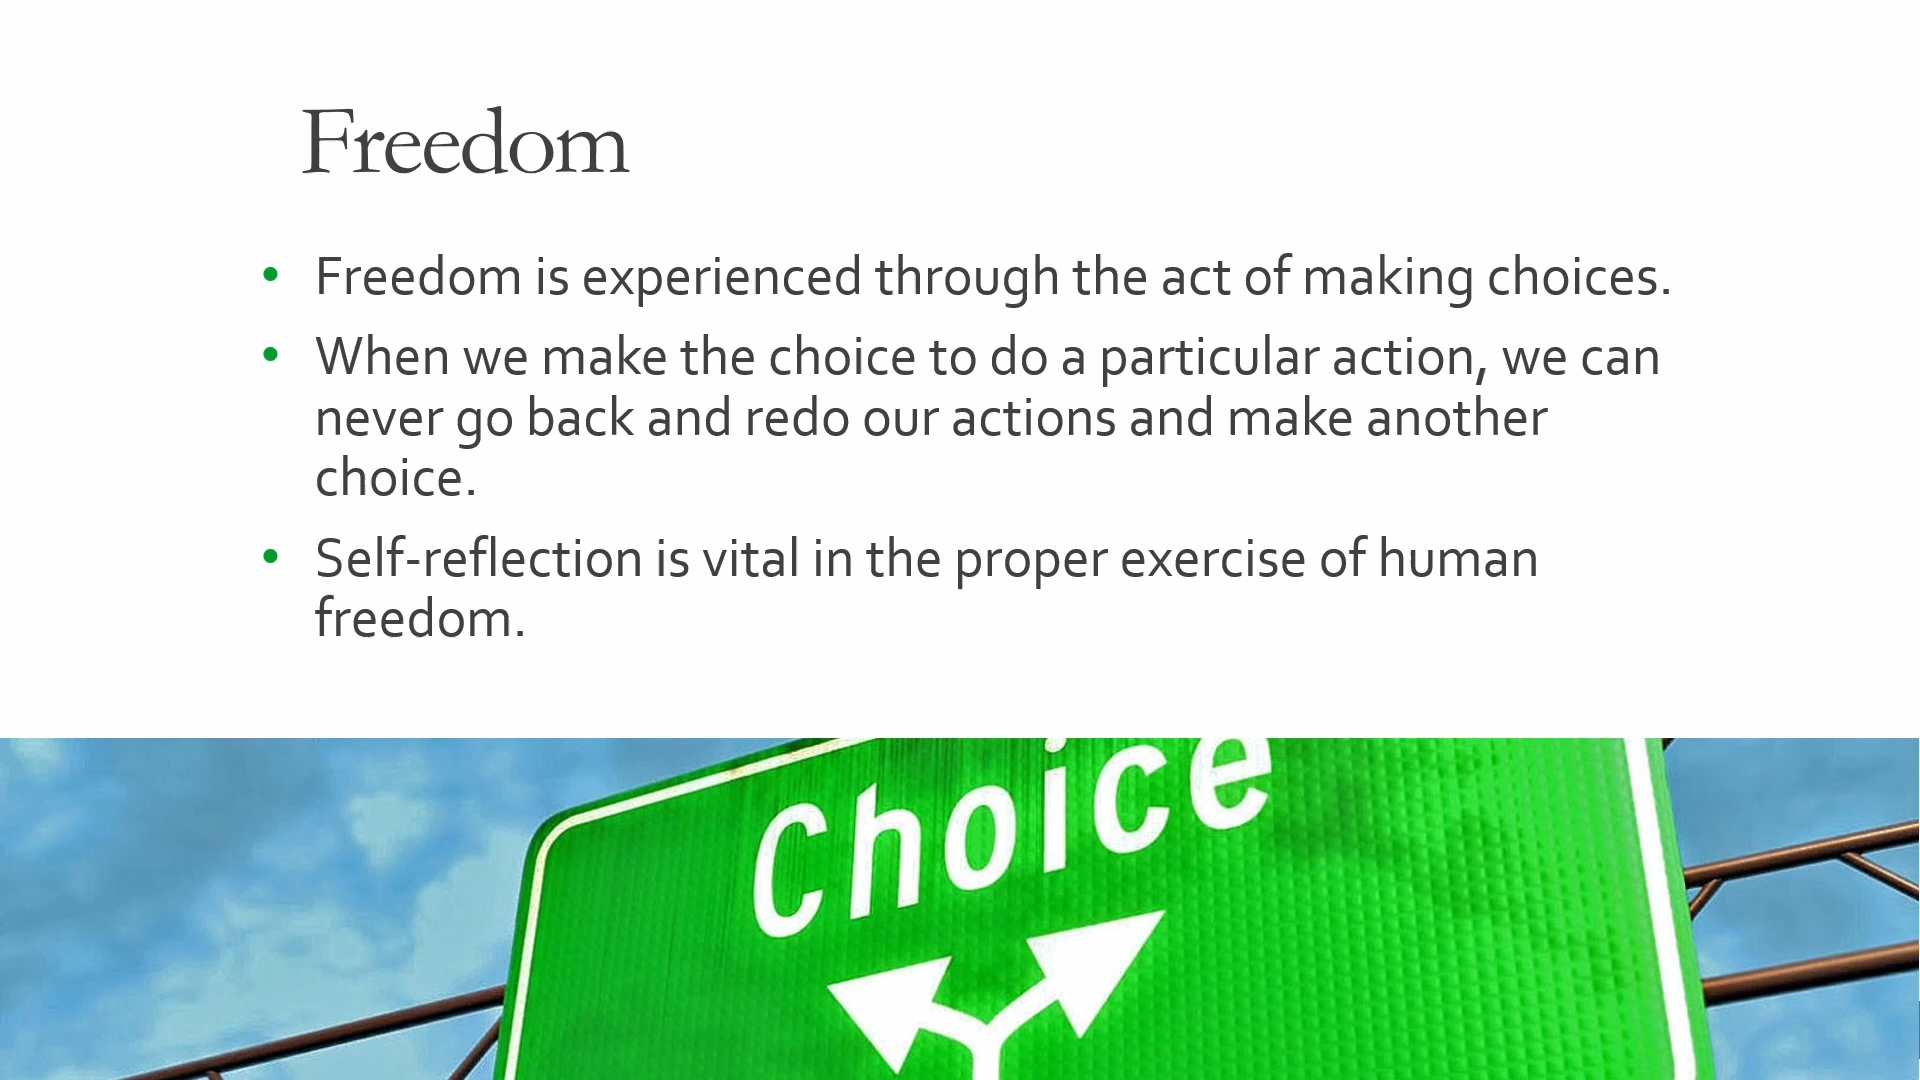 Freedom
• Freedom is experienced through the act of making choices.
• When we make the choice to do a particular action, we can
never go back and redo our actions and make another
choice.
• Self-reflection is vital in the proper exercise of human
freedom.
Choice